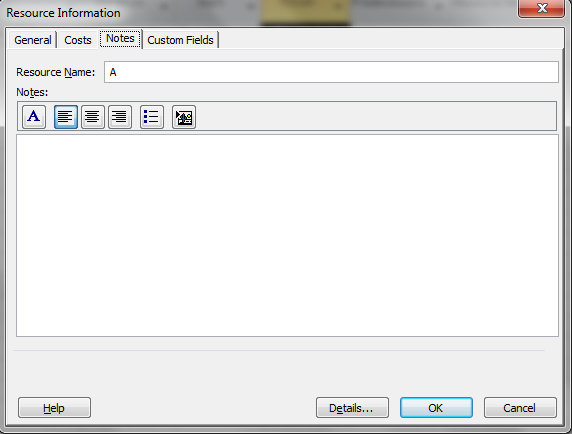 Resource Information
General Costs Notes Custom Fields
Resource Name: A
Notes:
A
Help Details... OK Cancel